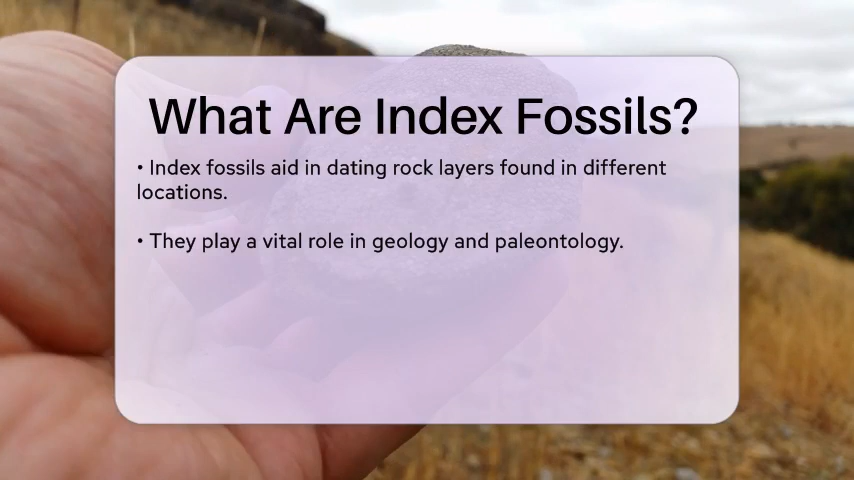 What Are Index Fossils?
• Index fossils aid in dating rock layers found in different
locations.
• They play a vital role in geology and paleontology.